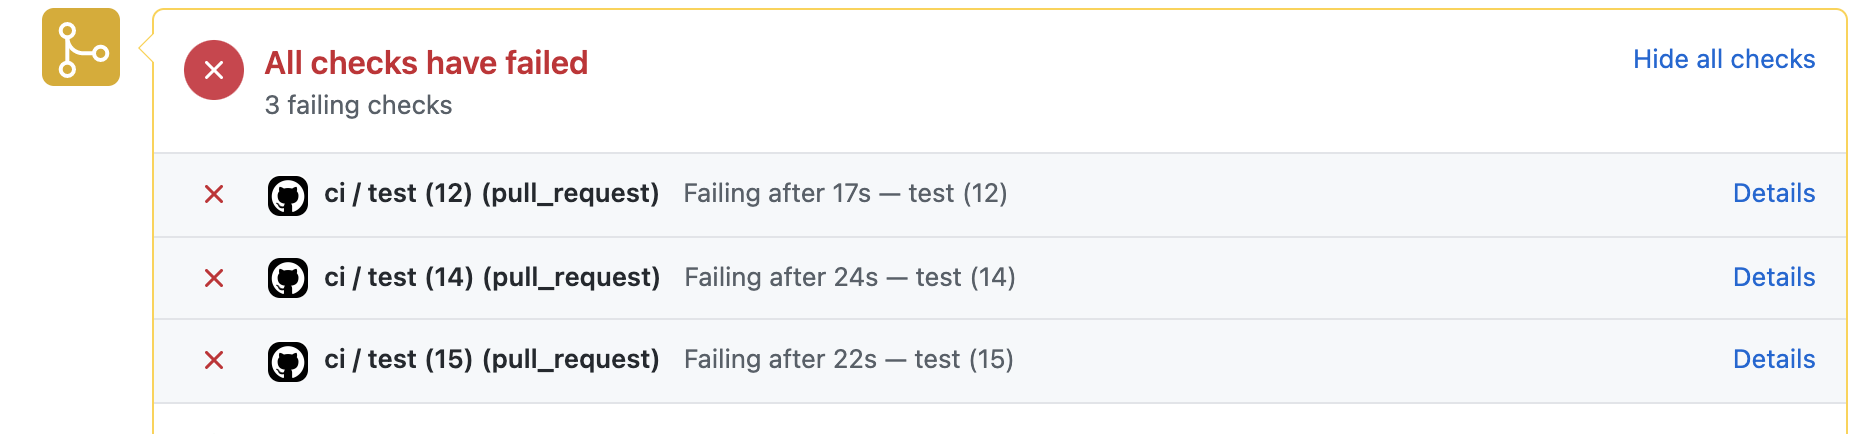 All checks have failed
Hide all checks
3 failing checks
ci / test (12) (pull_request) Failing after 17s — test (12) Details
ci / test (14) (pull_request) Failing after 24s — test (14) Details
ci / test (15) (pull_request) Failing after 22s — test (15) Details